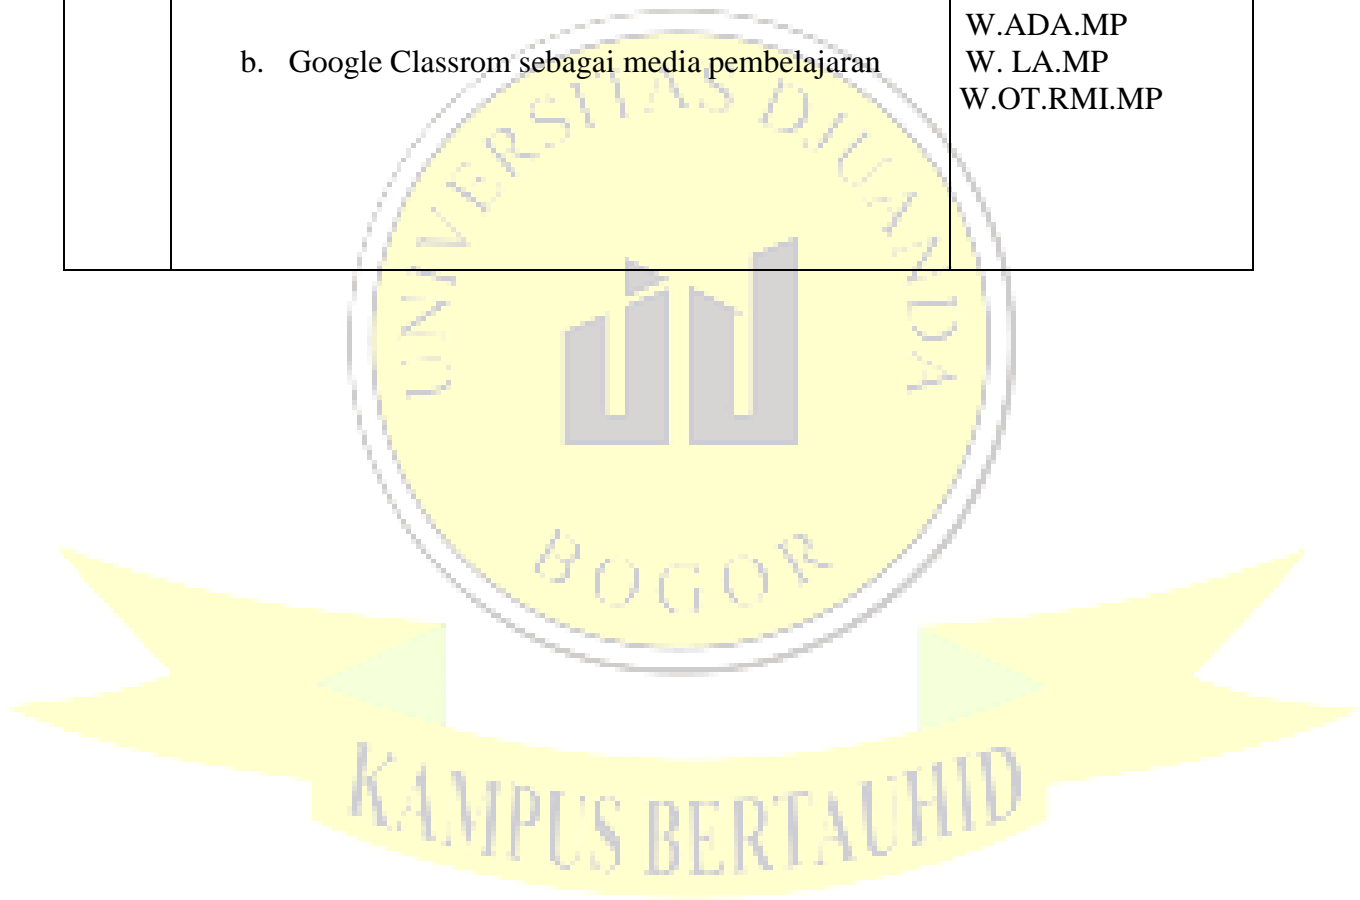 W.ADA.MP
b. Google Classrom sebagai media pembelajaran W. LA.MP
W.OT.RMI.MP
UNIVERSITAS DJUANDA
BOGOR
KAMPUS BERTAUHID